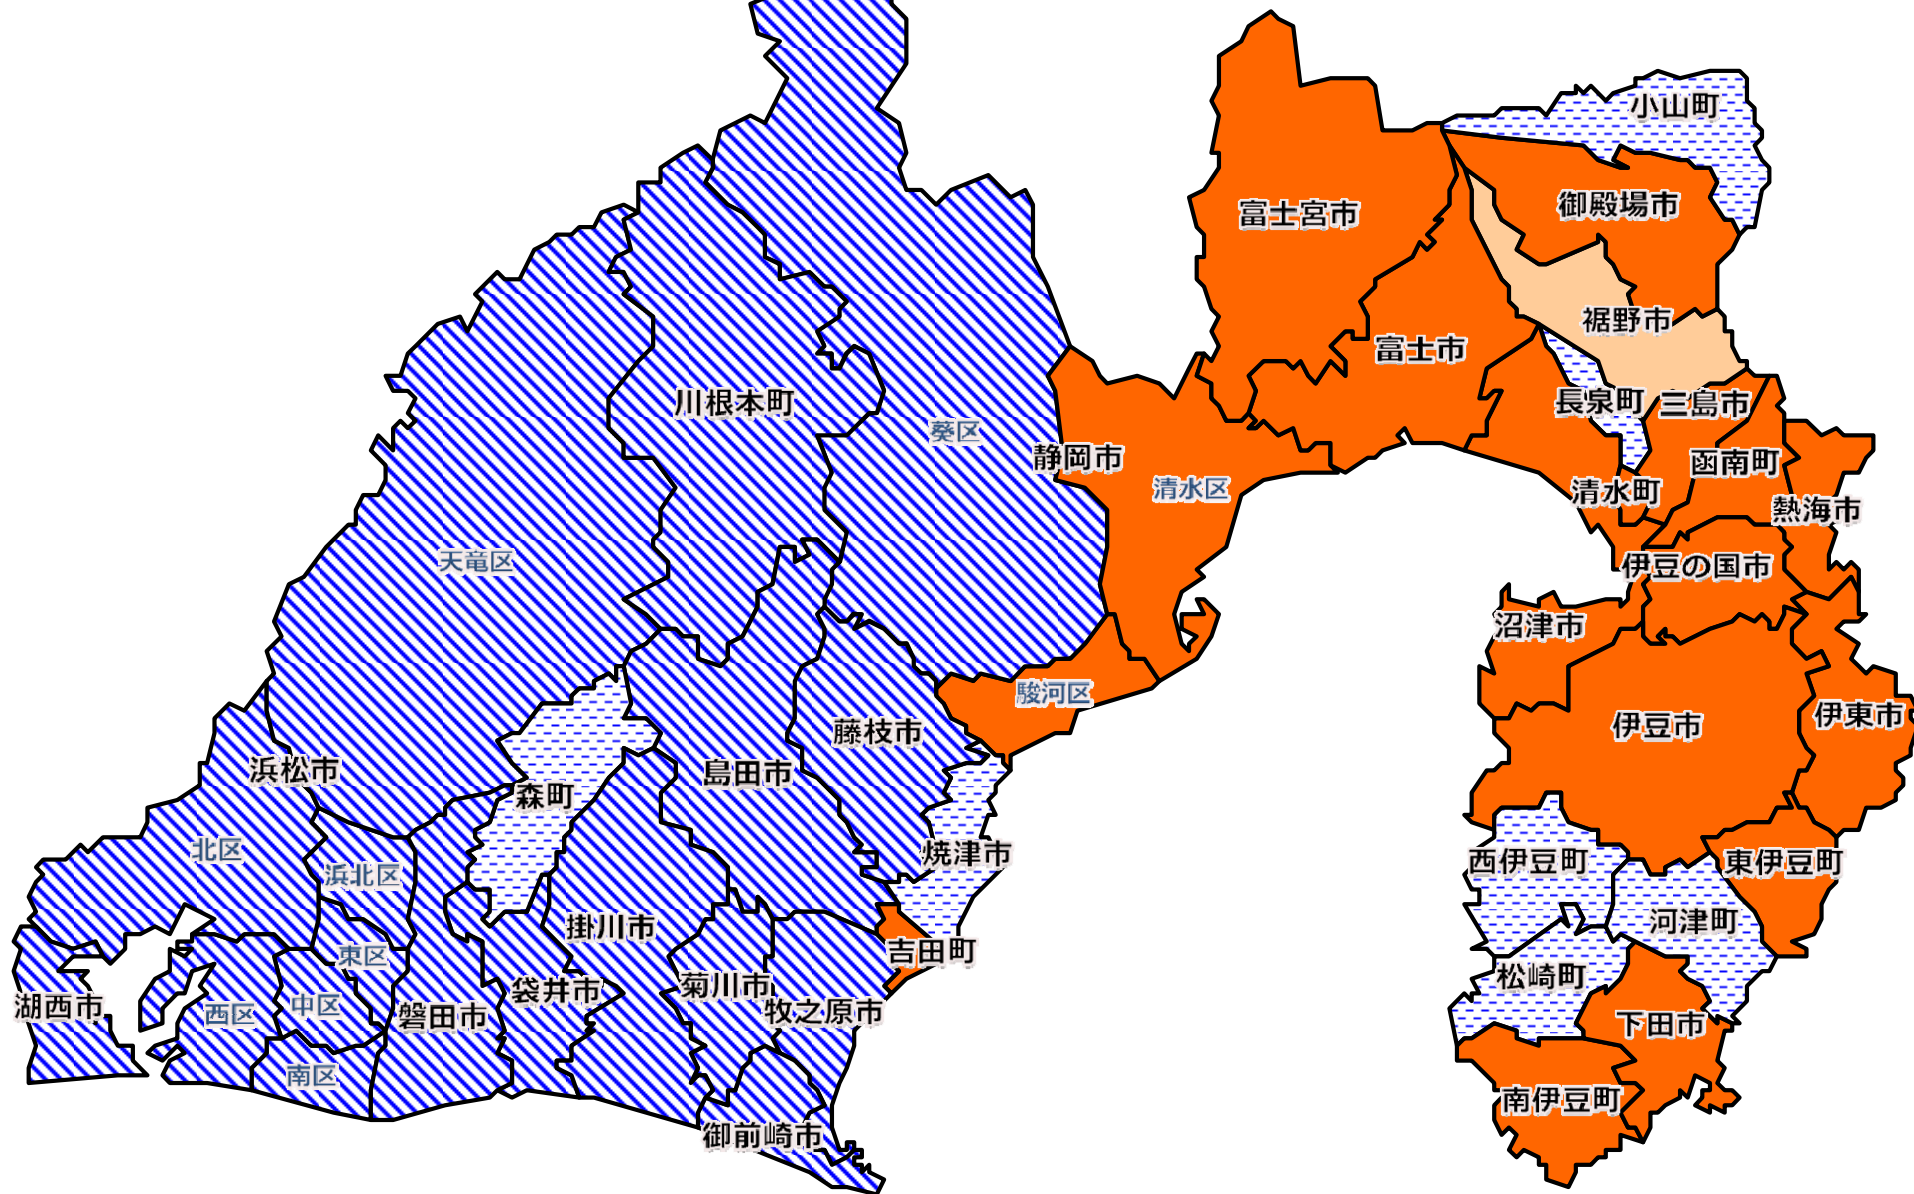 小山町
御殿場市
富士宮市
裾野市
富士市
長泉町
三島市
川根本町
葵区
静岡市
函南町
清水区
清水町
熱海市
天竜区
伊豆の国市
沼津市
駿河区
伊東市
伊豆市
藤枝市
浜松市
島田市
森町
北区
焼津市
西伊豆町
東伊豆町
浜北区
掛川市
河津町
東区
吉田町
松崎町
菊川市
袋井市
湖西市
中区
西区
磐田市
牧之原市
下田市
南区
南伊豆町
御前崎市